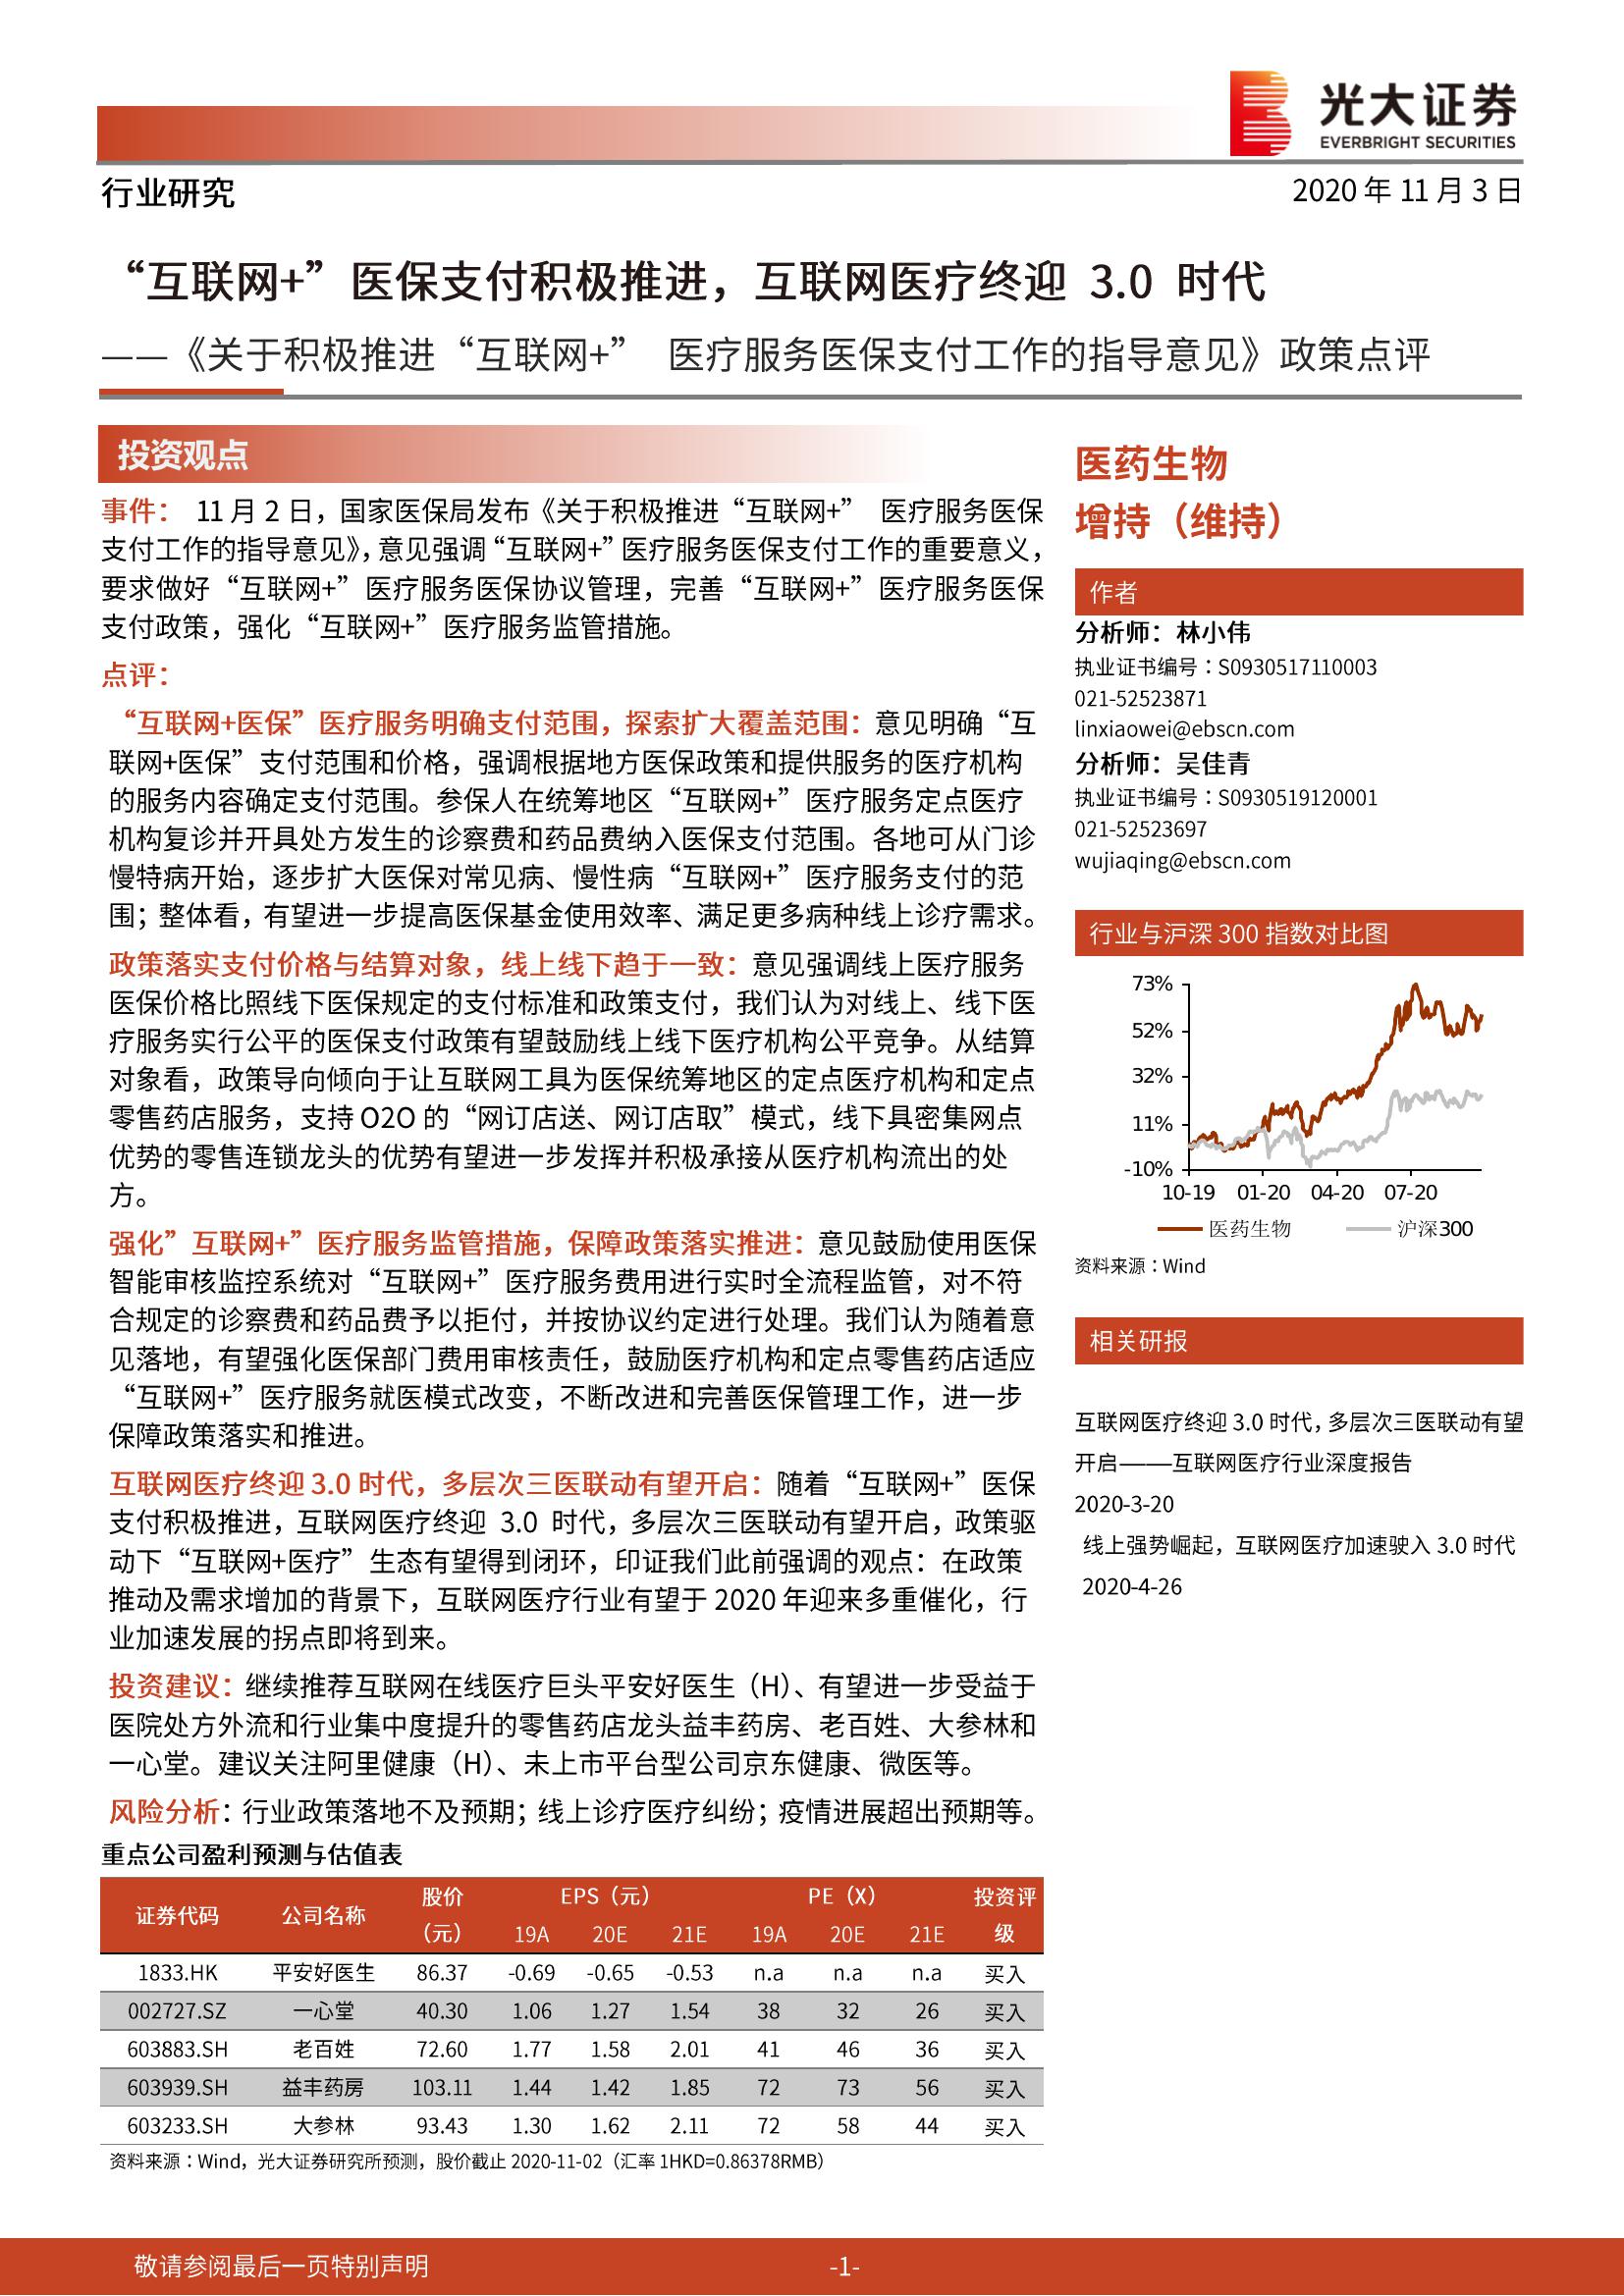 光大证券
EVERBRIGHT SECURITIES
行业研究
2020 年 11 月 3 日
“互联网+”医保支付积极推进，互联网医疗终迎 3.0 时代
——《关于积极推进“互联网+” 医疗服务医保支付工作的指导意见》政策点评
投资观点
事件： 11 月 2 日，国家医保局发布《关于积极推进“互联网+” 医疗服务医保
支付工作的指导意见》，意见强调“互联网+”医疗服务医保支付工作的重要意义，
要求做好“互联网+”医疗服务医保协议管理，完善“互联网+”医疗服务医保
支付政策，强化“互联网+”医疗服务监管措施。
点评：
“互联网+医保”医疗服务明确支付范围，探索扩大覆盖范围：意见明确“互
联网+医保”支付范围和价格，强调根据地方医保政策和提供服务的医疗机构
的服务内容确定支付范围。参保人在统筹地区“互联网+”医疗服务定点医疗
机构复诊并开具处方发生的诊察费和药品费纳入医保支付范围。各地可从门诊
慢特病开始，逐步扩大医保对常见病、慢性病“互联网+”医疗服务支付的范
围；整体看，有望进一步提高医保基金使用效率、满足更多病种线上诊疗需求。
政策落实支付价格与结算对象，线上线下趋于一致：意见强调线上医疗服务
医保价格比照线下医保规定的支付标准和政策支付，我们认为对线上、线下医
疗服务实行公平的医保支付政策有望鼓励线上线下医疗机构公平竞争。从结算
对象看，政策导向倾向于让互联网工具为医保统筹地区的定点医疗机构和定点
零售药店服务，支持 O2O 的“网订店送、网订店取”模式，线下具密集网点
优势的零售连锁龙头的优势有望进一步发挥并积极承接从医疗机构流出的处
方。
强化”互联网+”医疗服务监管措施，保障政策落实推进：意见鼓励使用医保
智能审核监控系统对“互联网+”医疗服务费用进行实时全流程监管，对不符
合规定的诊察费和药品费予以拒付，并按协议约定进行处理。我们认为随着意
见落地，有望强化医保部门费用审核责任，鼓励医疗机构和定点零售药店适应
“互联网+”医疗服务就医模式改变，不断改进和完善医保管理工作，进一步
保障政策落实和推进。
互联网医疗终迎 3.0 时代，多层次三医联动有望开启：随着“互联网+”医保
支付积极推进，互联网医疗终迎 3.0 时代，多层次三医联动有望开启，政策驱
动下“互联网+医疗”生态有望得到闭环，印证我们此前强调的观点：在政策
推动及需求增加的背景下，互联网医疗行业有望于 2020 年迎来多重催化，行
业加速发展的拐点即将到来。
投资建议：继续推荐互联网在线医疗巨头平安好医生（H）、有望进一步受益于
医院处方外流和行业集中度提升的零售药店龙头益丰药房、老百姓、大参林和
一心堂。建议关注阿里健康（H）、未上市平台型公司京东健康、微医等。
风险分析：行业政策落地不及预期；线上诊疗医疗纠纷；疫情进展超出预期等。
重点公司盈利预测与估值表
证券代码 公司名称 股价（元） EPS（元） PE（X） 投资评级
19A 20E 21E 19A 20E 21E
1833.HK 平安好医生 86.37 -0.69 -0.65 -0.53 n.a n.a n.a 买入
002727.SZ 一心堂 40.30 1.06 1.27 1.54 38 32 26 买入
603883.SH 老百姓 72.60 1.77 1.58 2.01 41 46 36 买入
603939.SH 益丰药房 103.11 1.44 1.42 1.85 72 73 56 买入
603233.SH 大参林 93.43 1.30 1.62 2.11 72 58 44 买入
资料来源：Wind，光大证券研究所预测，股价截止 2020-11-02（汇率 1HKD=0.86378RMB）
医药生物
增持（维持）
作者
分析师：林小伟
执业证书编号：S0930517110003
021-52523871
linxiaowei@ebscn.com
分析师：吴佳青
执业证书编号：S0930519120001
021-52523697
wujiaqing@ebscn.com
行业与沪深 300 指数对比图
73%
52%
32%
11%
-10%
10-19 01-20 04-20 07-20
医药生物 沪深300
资料来源：Wind
相关研报
互联网医疗终迎 3.0 时代，多层次三医联动有望
开启——互联网医疗行业深度报告
2020-3-20
线上强势崛起，互联网医疗加速驶入 3.0 时代
2020-4-26
敬请参阅最后一页特别声明
-1-